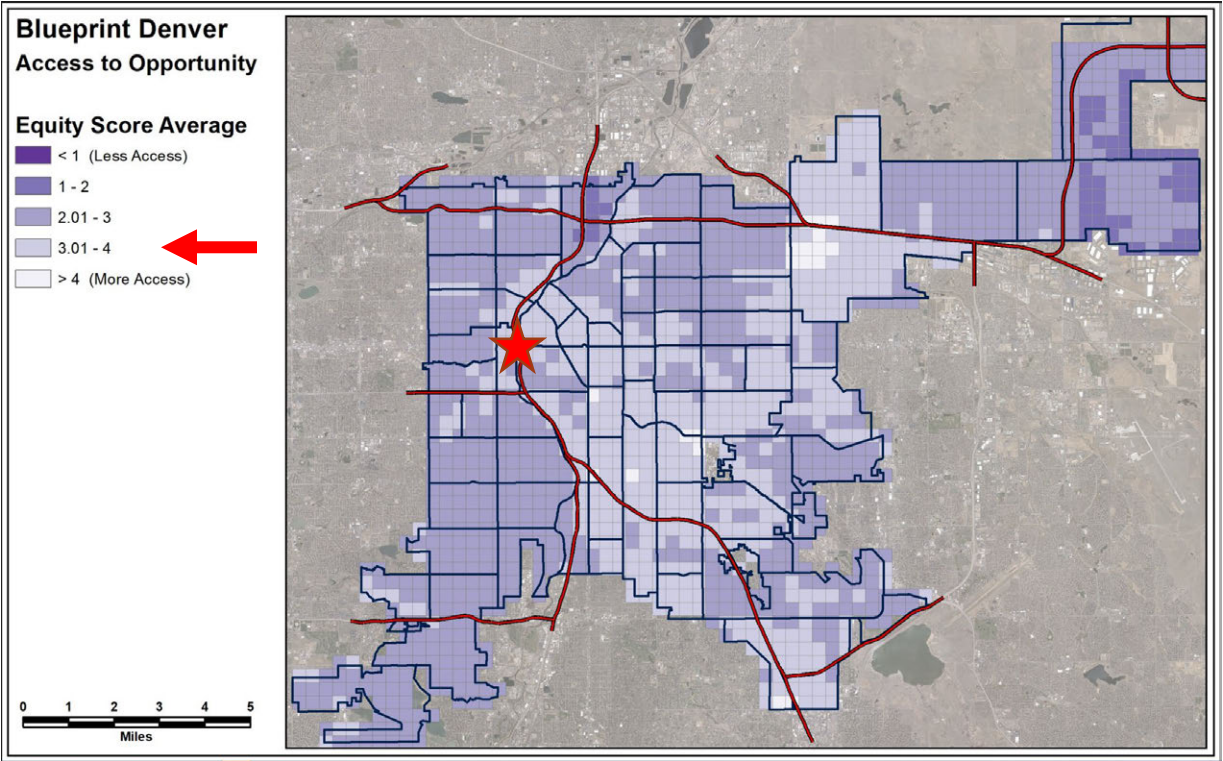 Blueprint Denver
Access to Opportunity
Equity Score Average
< 1 (Less Access)
1 - 2
2.01 - 3
3.01 - 4
> 4 (More Access)
0 1 2 3 4 5
Miles